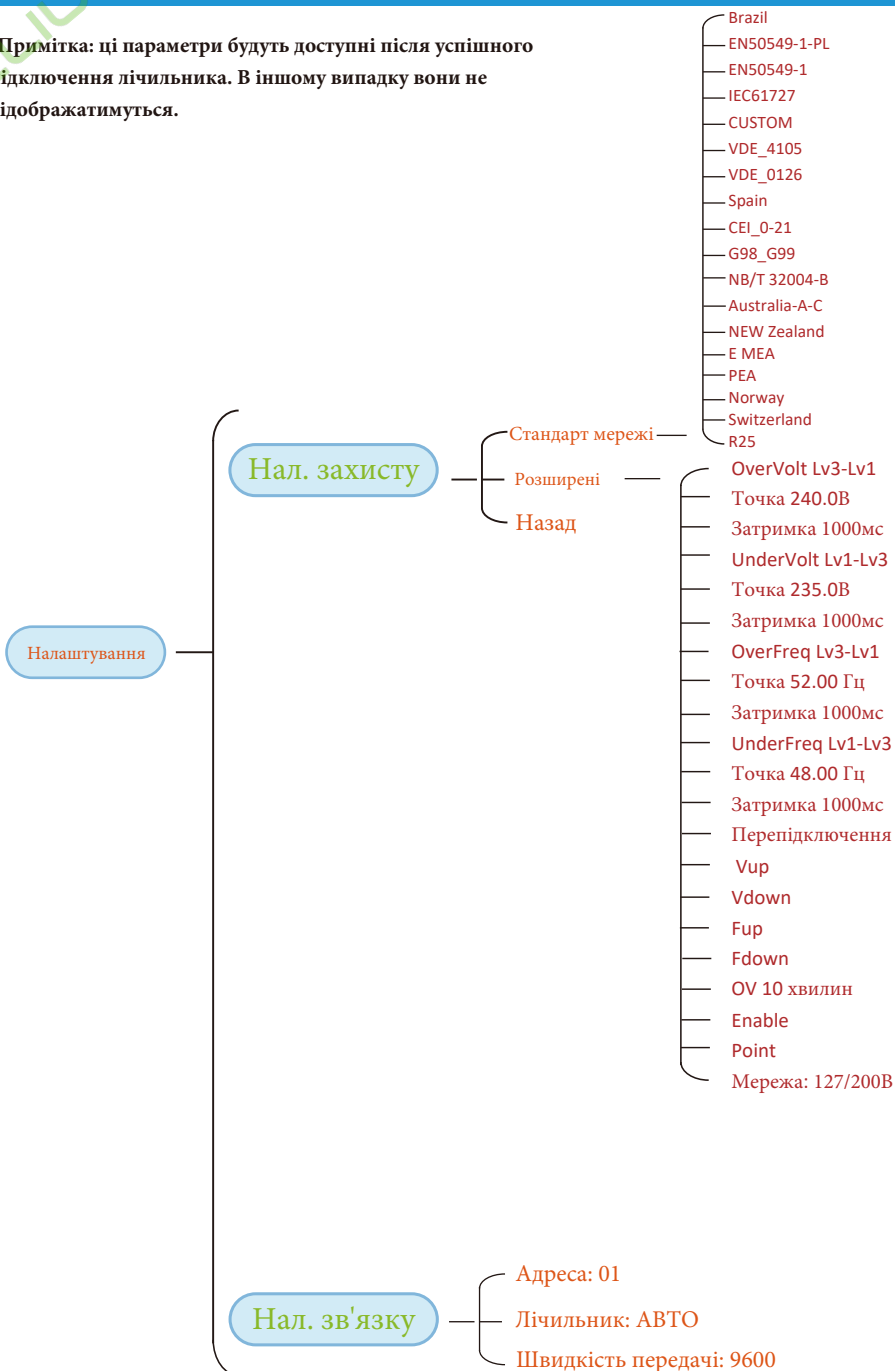 Примітка: ці параметри будуть доступні після успішного
ідключення лічильника. В іншому випадку вони не
ідображатимуться.
Brazil
EN50549-1-PL
EN50549-1
IEC61727
CUSTOM
VDE_4105
VDE_0126
Spain
CEI_0-21
G98_G99
NB/T 32004-B
Australia-A-C
NEW Zealand
E MEA
PEA
Norway
Switzerland
R25
Налаштування
Нал. захисту
Стандарт мережі
Розширені
Назад
OverVolt Lv3-Lv1
Точка 240.0В
Затримка 1000мс
UnderVolt Lv1-Lv3
Точка 235.0В
Затримка 1000мс
OverFreq Lv3-Lv1
Точка 52.00 Гц
Затримка 1000мс
UnderFreq Lv1-Lv3
Точка 48.00 Гц
Затримка 1000мс
Перепідключення
Vup
Vdown
Fup
Fdown
OV 10 хвилин
Enable
Point
Мережа: 127/200В
Нал. зв'язку
Адреса: 01
Лічильник: АВТО
Швидкість передачі: 9600